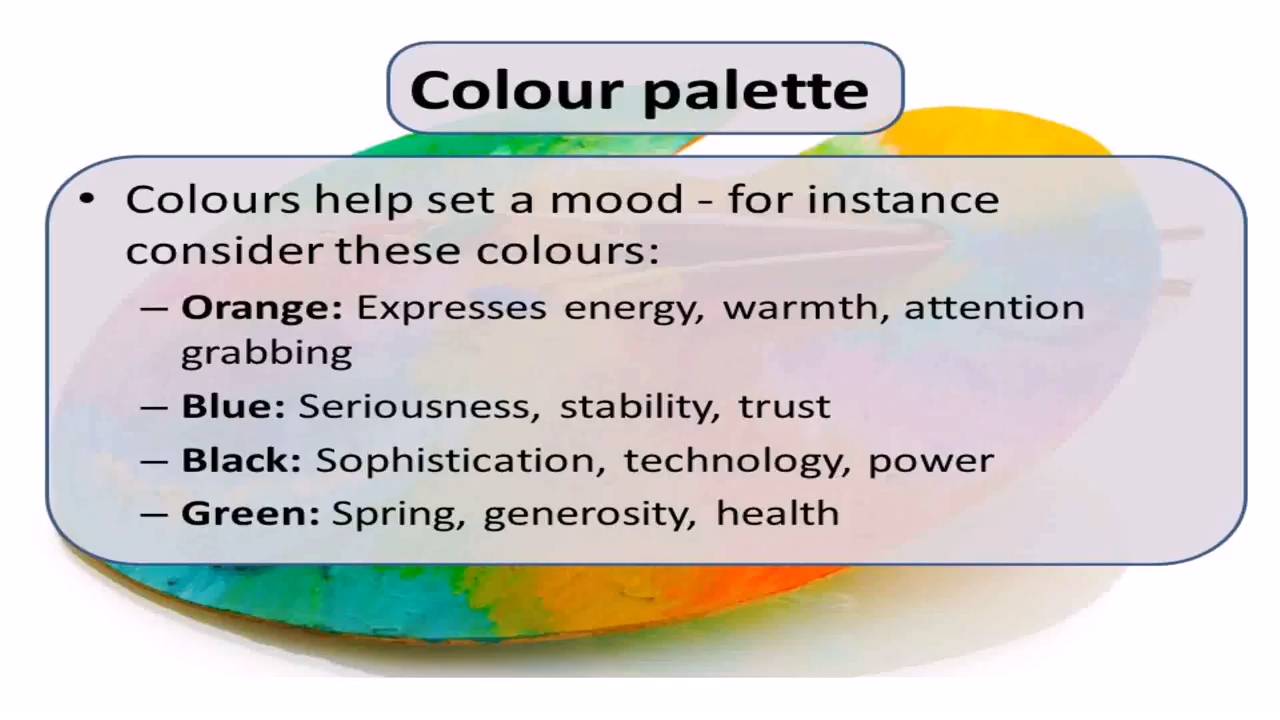 Colour palette
• Colours help set a mood - for instance
consider these colours:
– Orange: Expresses energy, warmth, attention
grabbing
– Blue: Seriousness, stability, trust
– Black: Sophistication, technology, power
– Green: Spring, generosity, health